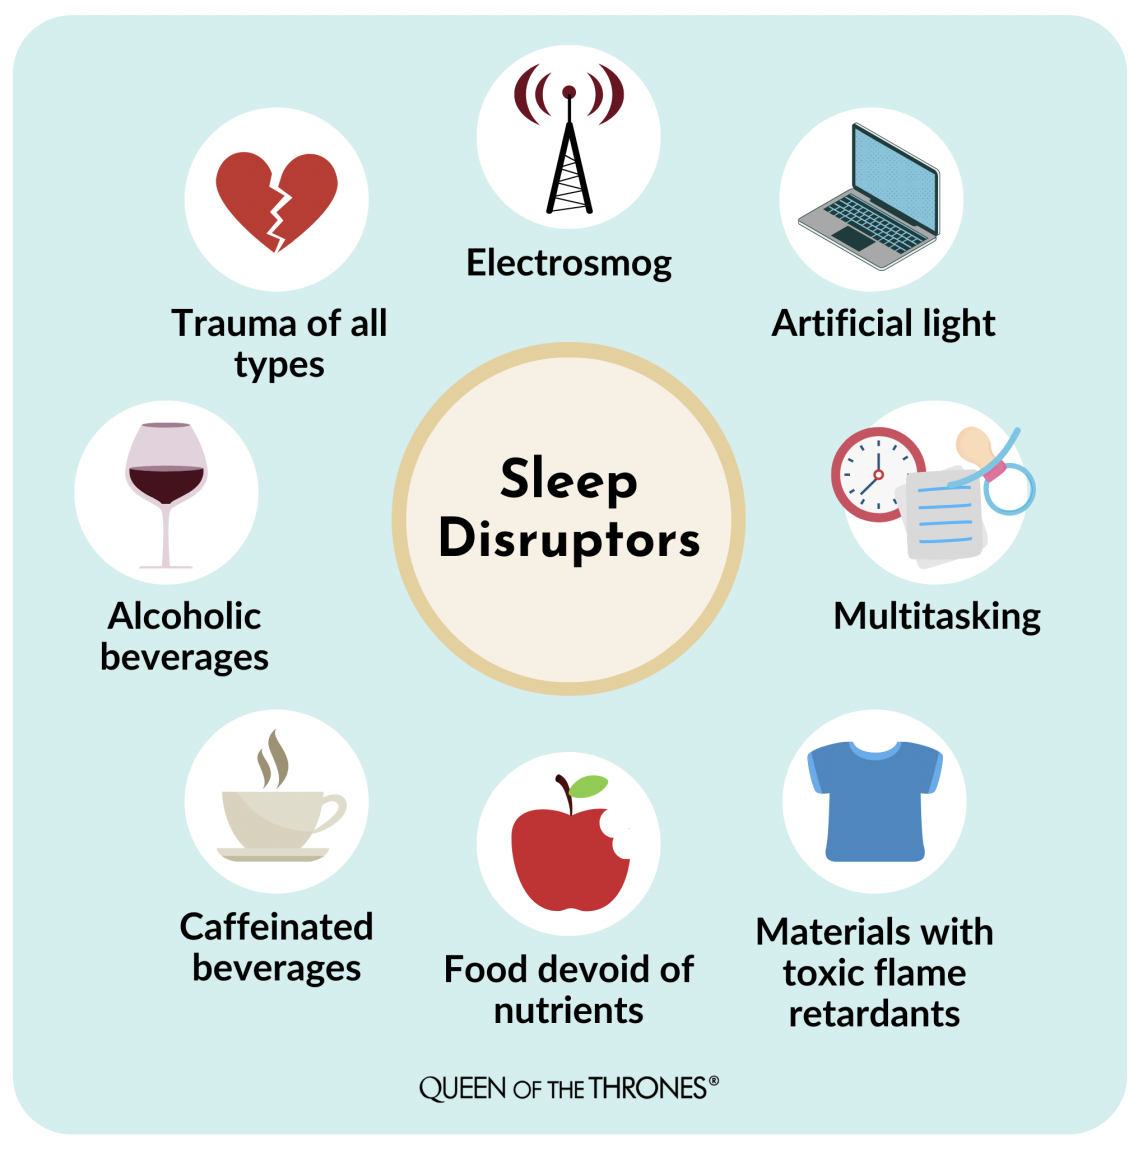 Electrosmog
Artificial light
Trauma of all
types
Sleep
Disruptors
Multitasking
Alcoholic
beverages
Caffeinated
beverages
Food devoid of
nutrients
Materials with
toxic flame
retardants
QUEEN OF THE THRONES®